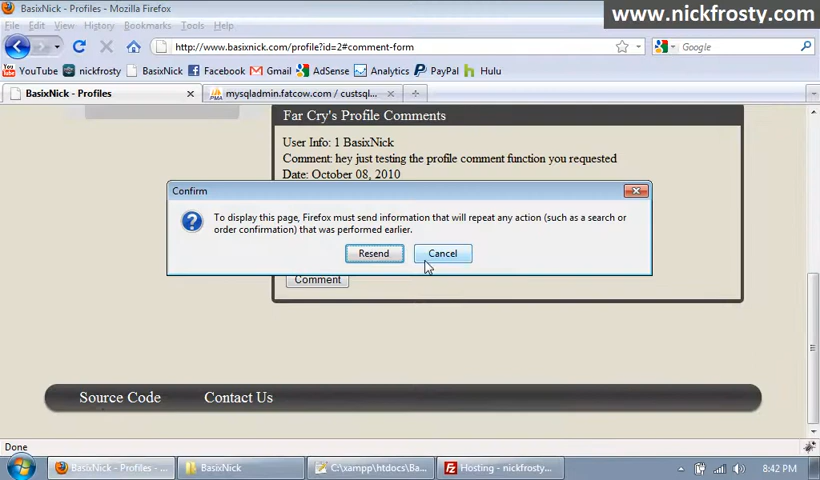 BasixNick - Profiles - Mozilla Firefox
www.nickfrosty.com
File Edit View History Bookmarks Tools Help
http://www.basixnick.com/profile?id=2#comment-form
Google
YouTube nickfrosty BasixNick Facebook Gmail AdSense Analytics PayPal Hulu
BasixNick - Profiles
PMA
mysqladmin.fatcow.com / custsql...
Far Cry's Profile Comments
User Info: 1 BasixNick
Comment: hey just testing the profile comment function you requested
Date: October 08, 2010
Confirm
To display this page, Firefox must send information that will repeat any action (such as a search or
order confirmation) that was performed earlier.
Resend Cancel
Comment
Source Code Contact Us
Done
BasixNick - Profiles - ... BasixNick C:\xampp\htdocs\Ba... Hosting - nickfrosty... 8:42 PM